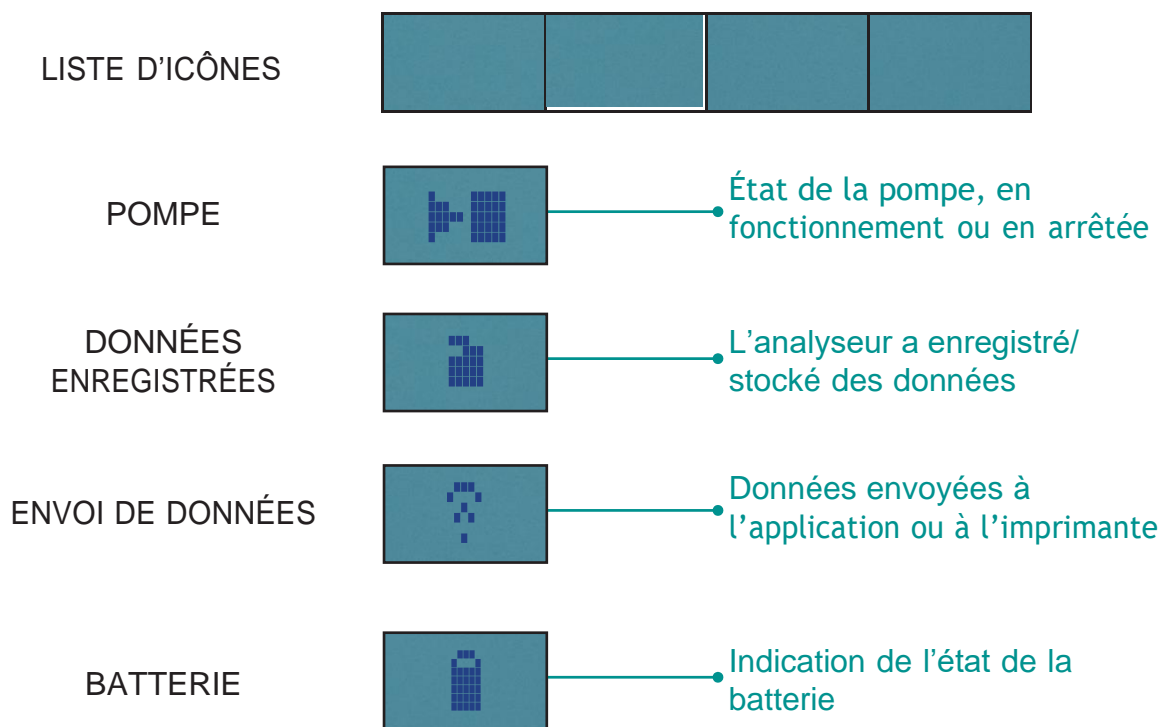 LISTE D’ICÔNES
POMPE
État de la pompe, en
fonctionnement ou en arrêtée
DONNÉES
ENREGISTRÉES
L’analyseur a enregistré/
stocké des données
ENVOI DE DONNÉES
Données envoyées à
l’application ou à l’imprimante
BATTERIE
Indication de l’état de la
batterie